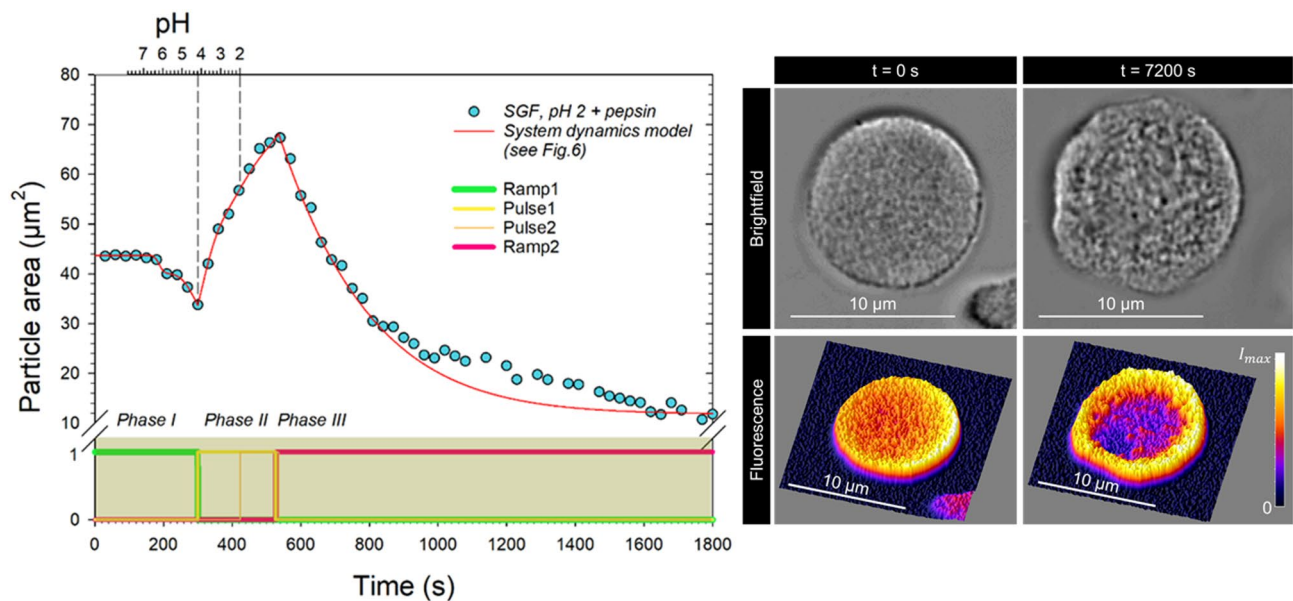 pH
7 6 5 4 3 2
80
70
60
50
40
30
20
10
Particle area (µm²)
SGF, pH 2 + pepsin
System dynamics model
(see Fig.6)
Ramp1
Pulse1
Pulse2
Ramp2
Phase I Phase II Phase III
1
0
0 200 400 600 800 1000 1200 1400 1600 1800
Time (s)
t = 0 s
t = 7200 s
Brightfield
10 µm
10 µm
Fluorescence
10 µm
10 µm
Imax
0